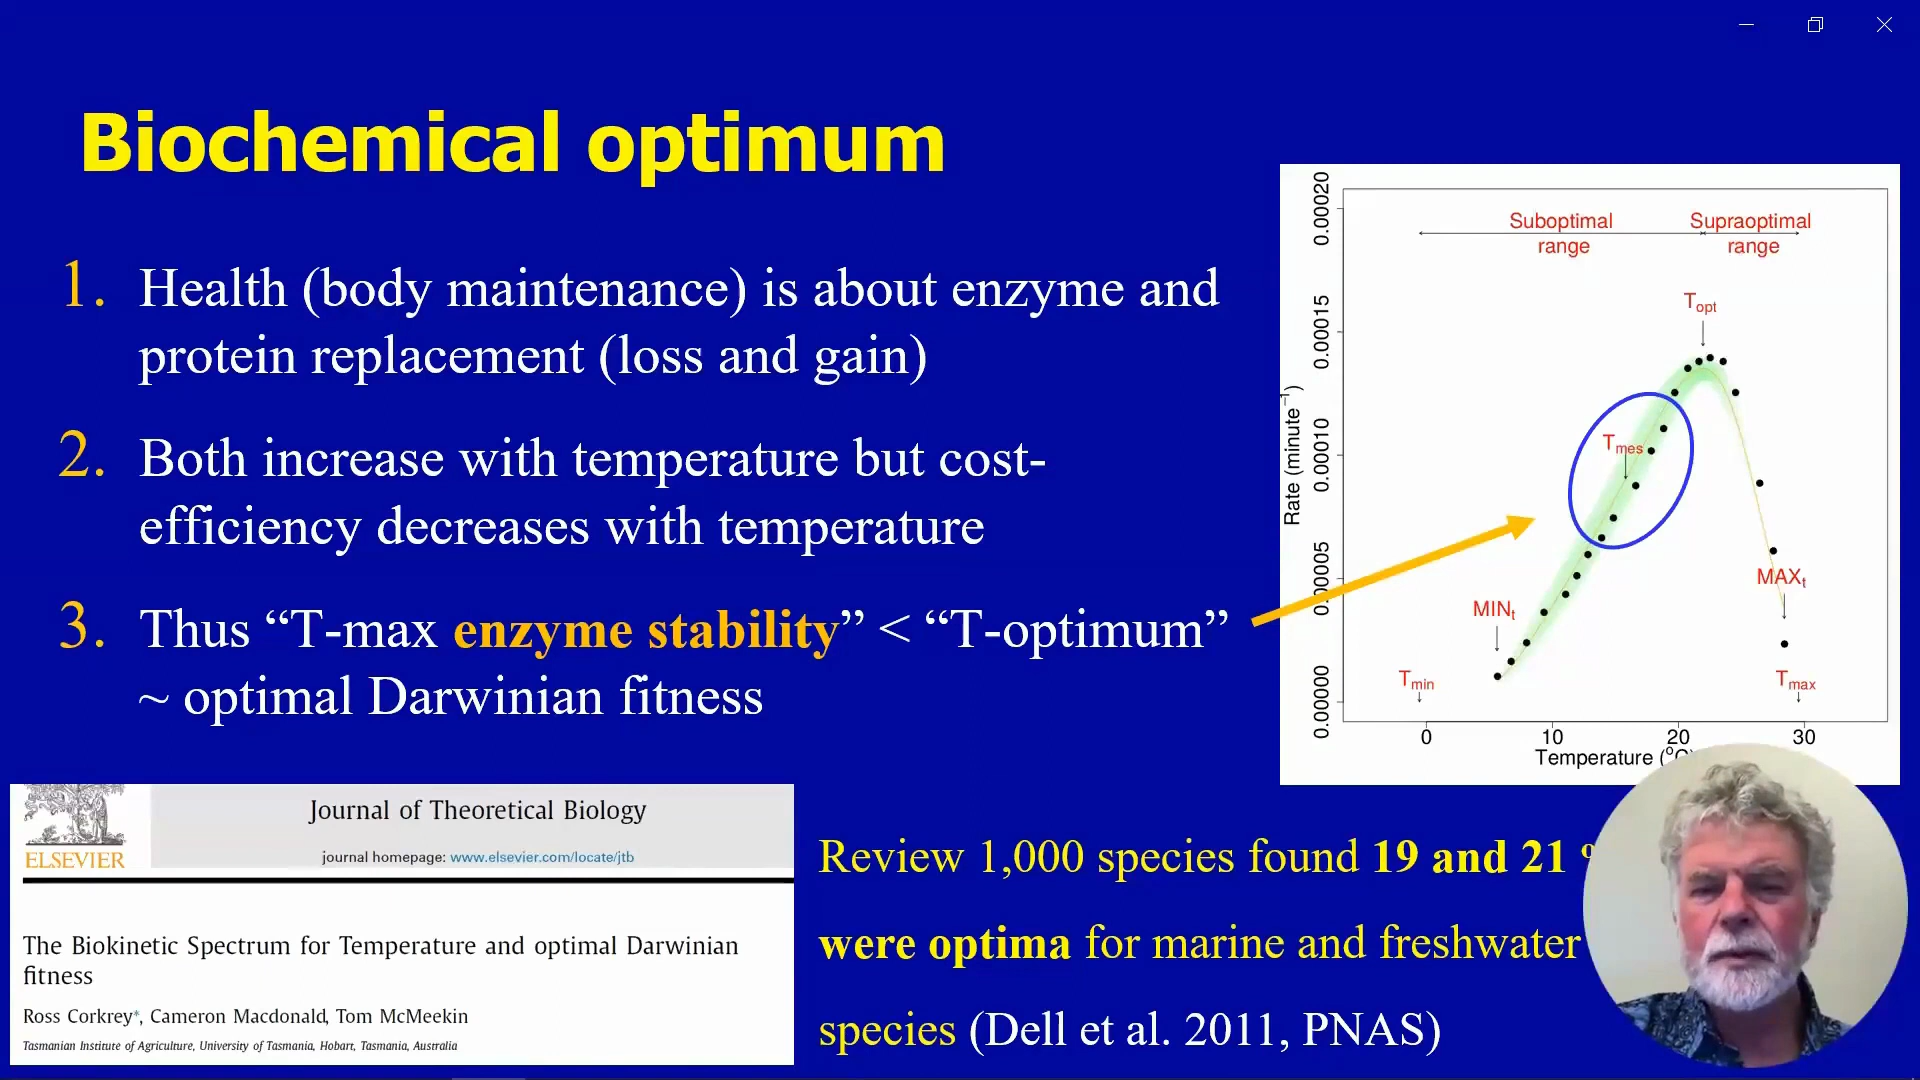 Biochemical optimum
1. Health (body maintenance) is about enzyme and
protein replacement (loss and gain)
2. Both increase with temperature but cost-
efficiency decreases with temperature
3. Thus “T-max enzyme stability” < “T-optimum”
~ optimal Darwinian fitness
Suboptimal
range
Supraoptimal
range
Topt
Tmes
MINt
MAXt
Tmin
Tmax
Rate (minute⁻¹)
0.00020
0.00015
0.00010
0.00005
0.00000
0 10 20 30
Temperature (°C)
ELSEVIER
Journal of Theoretical Biology
journal homepage: www.elsevier.com/locate/jtb
The Biokinetic Spectrum for Temperature and optimal Darwinian
fitness
Ross Corkrey*, Cameron Macdonald, Tom McMeekin
Tasmanian Institute of Agriculture, University of Tasmania, Hobart, Tasmania, Australia
Review 1,000 species found 19 and 21
were optima for marine and freshwater
species (Dell et al. 2011, PNAS)